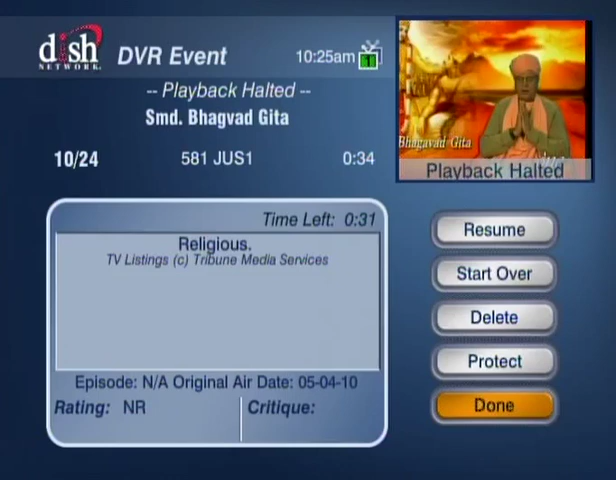 dish
NETWORK
DVR Event
10:25am
1
-- Playback Halted --
Smd. Bhagvad Gita
10/24 581 JUS1 0:34
Bhagavad Gita
Playback Halted
Time Left: 0:31
Religious.
TV Listings (c) Tribune Media Services
Episode: N/A Original Air Date: 05-04-10
Rating: NR Critique:
Resume
Start Over
Delete
Protect
Done